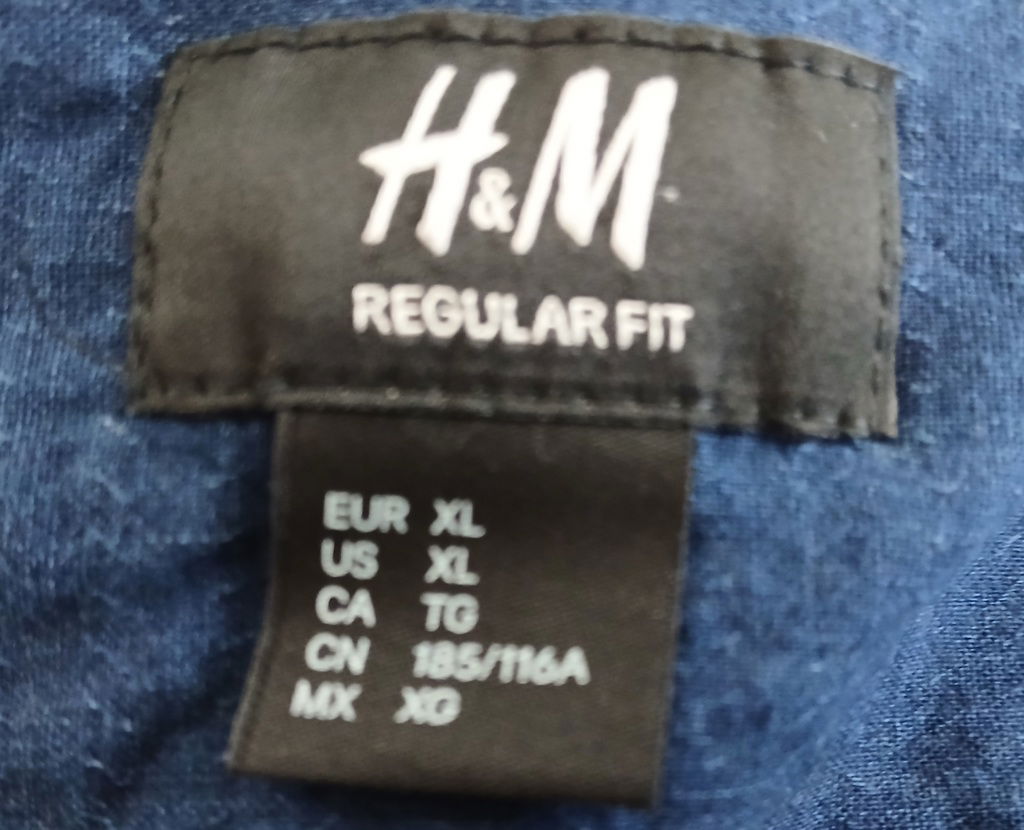 H&M
REGULAR FIT
EUR XL
US XL
CA TG
CN 185/116A
MX XG